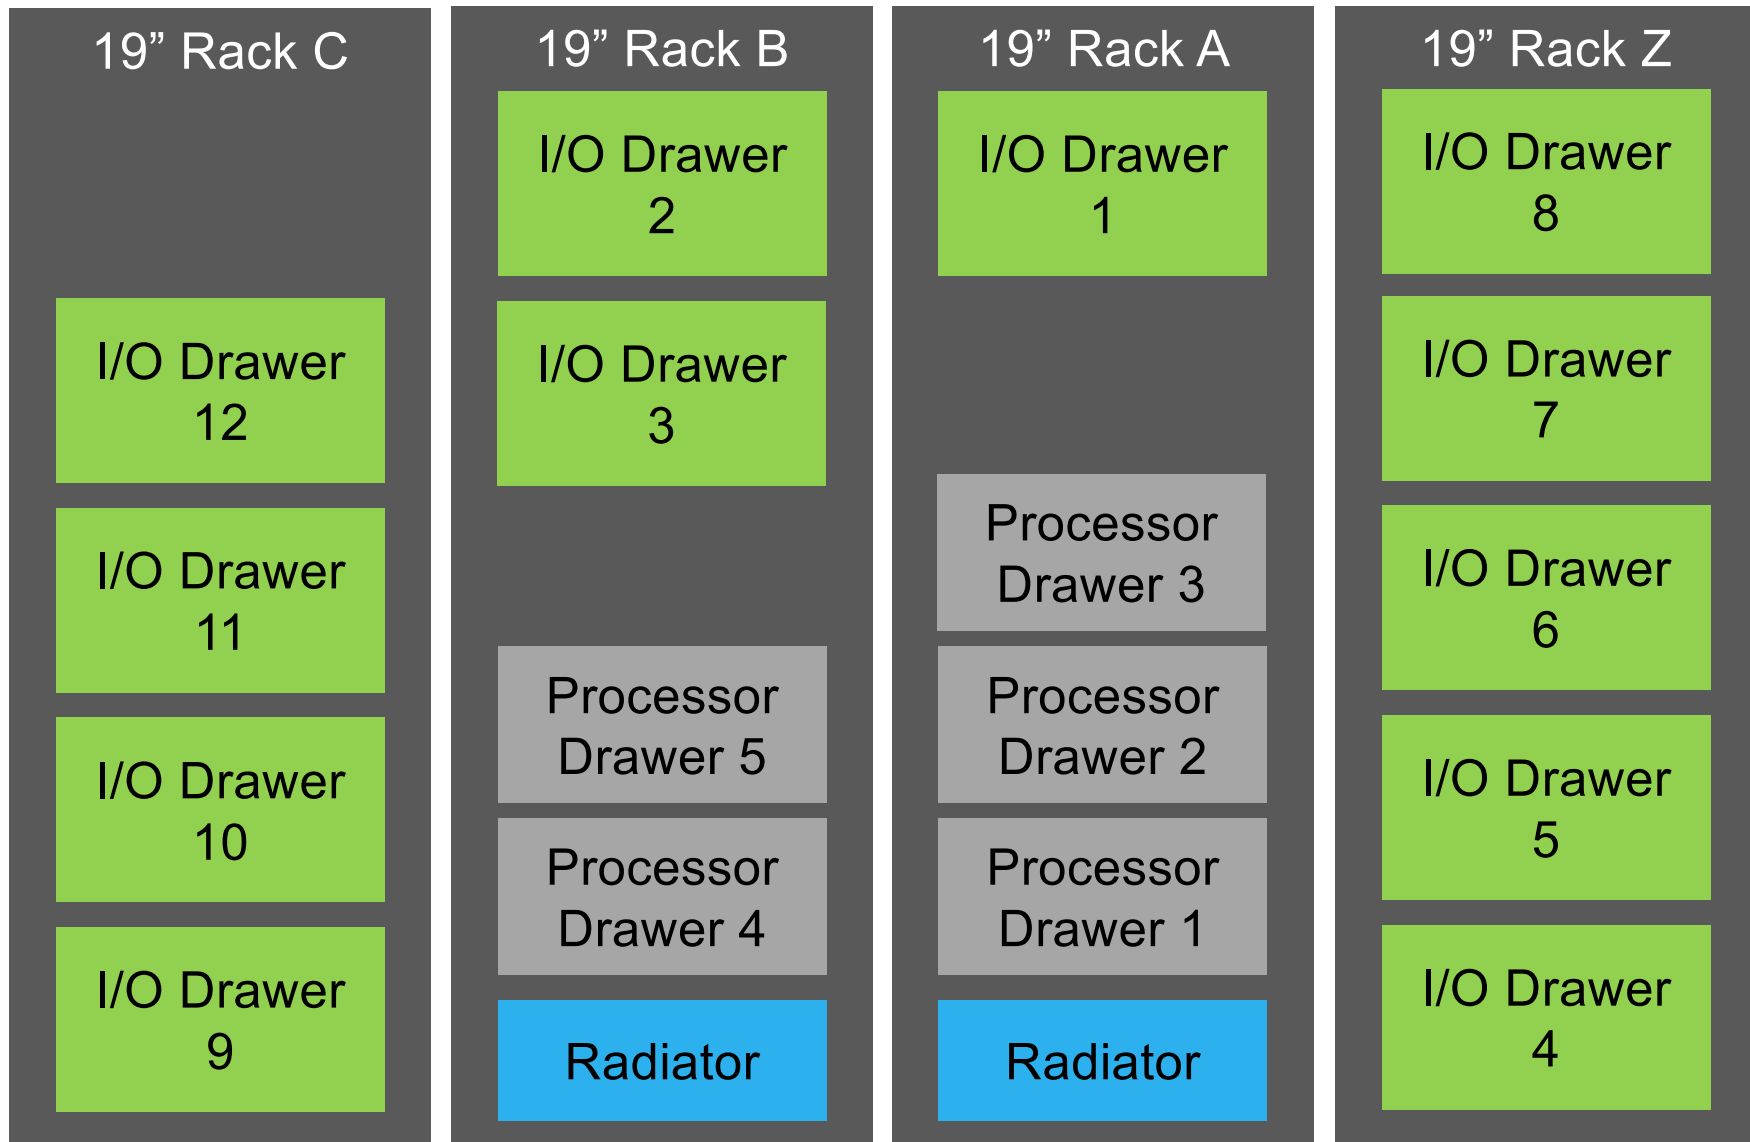 19” Rack C
I/O Drawer
12
I/O Drawer
11
I/O Drawer
10
I/O Drawer
9
19” Rack B
I/O Drawer
2
I/O Drawer
3
Processor
Drawer 5
Processor
Drawer 4
Radiator
19” Rack A
I/O Drawer
1
Processor
Drawer 3
Processor
Drawer 2
Processor
Drawer 1
Radiator
19” Rack Z
I/O Drawer
8
I/O Drawer
7
I/O Drawer
6
I/O Drawer
5
I/O Drawer
4